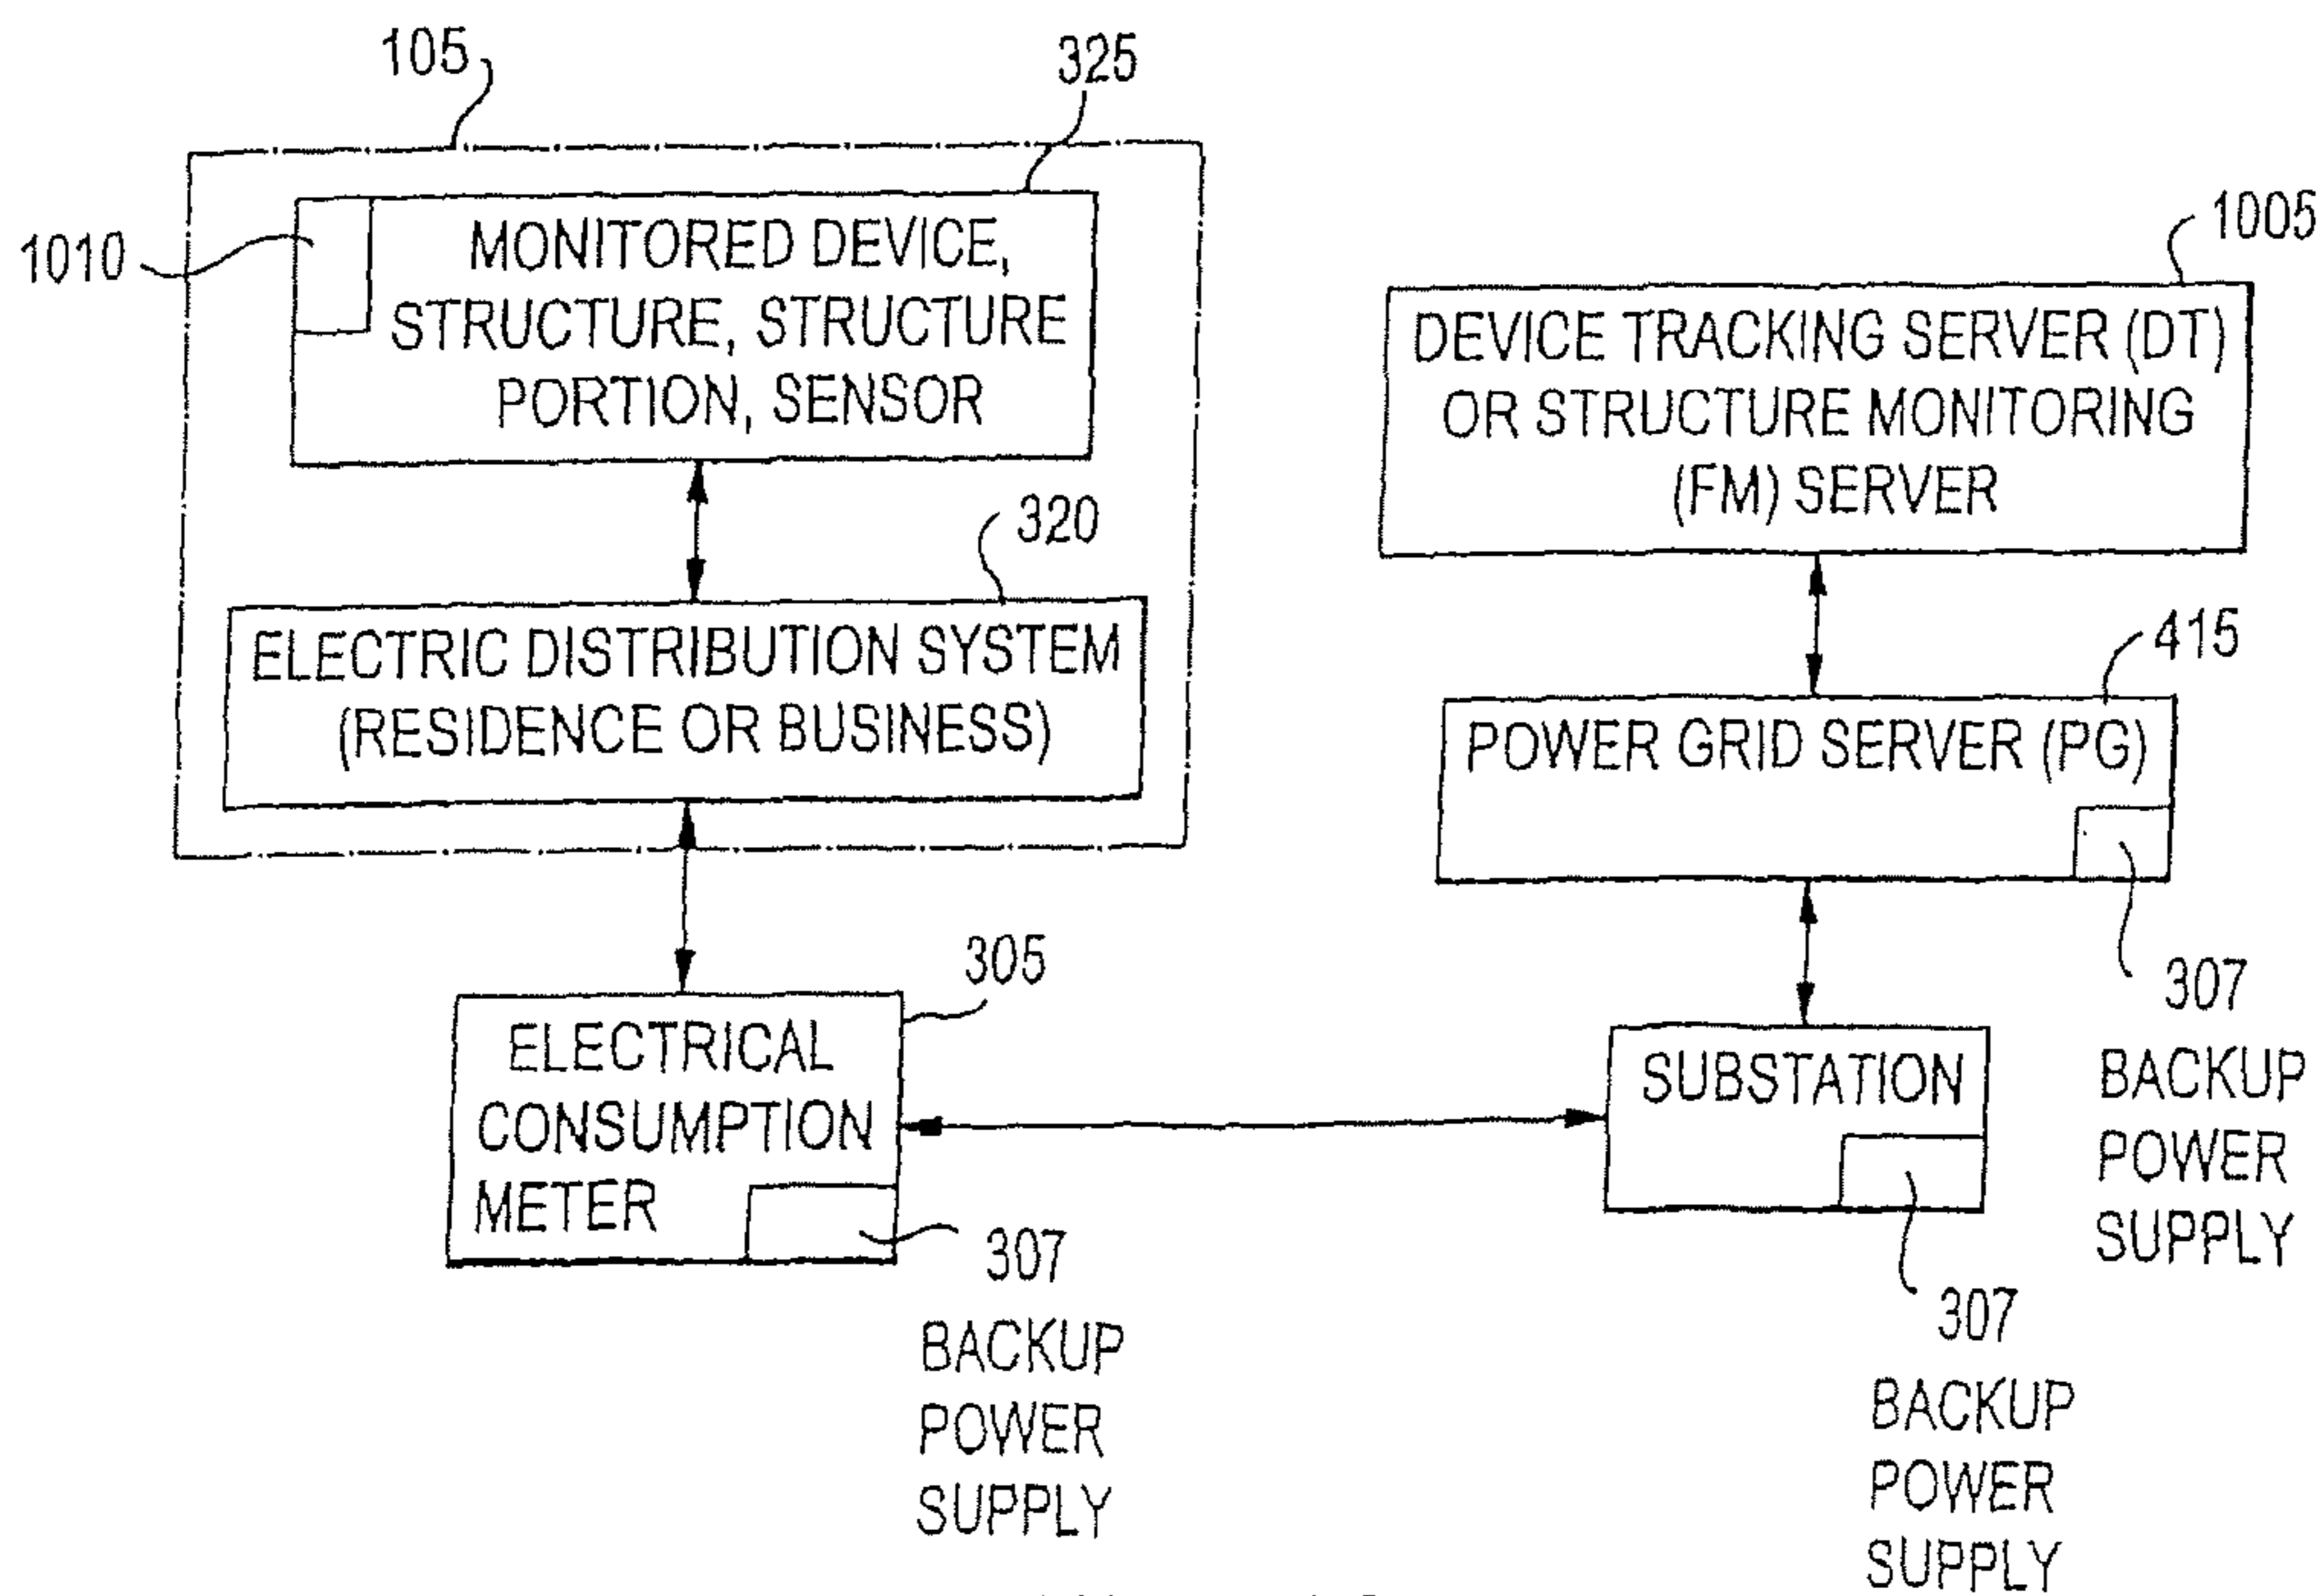 105
325
1010
MONITORED DEVICE,
STRUCTURE, STRUCTURE
PORTION, SENSOR
320
ELECTRIC DISTRIBUTION SYSTEM
(RESIDENCE OR BUSINESS)
305
ELECTRICAL
CONSUMPTION
METER
307
BACKUP
POWER
SUPPLY
1005
DEVICE TRACKING SERVER (DT)
OR STRUCTURE MONITORING
(FM) SERVER
415
POWER GRID SERVER (PG)
307
BACKUP
POWER
SUPPLY
SUBSTATION
307
BACKUP
POWER
SUPPLY